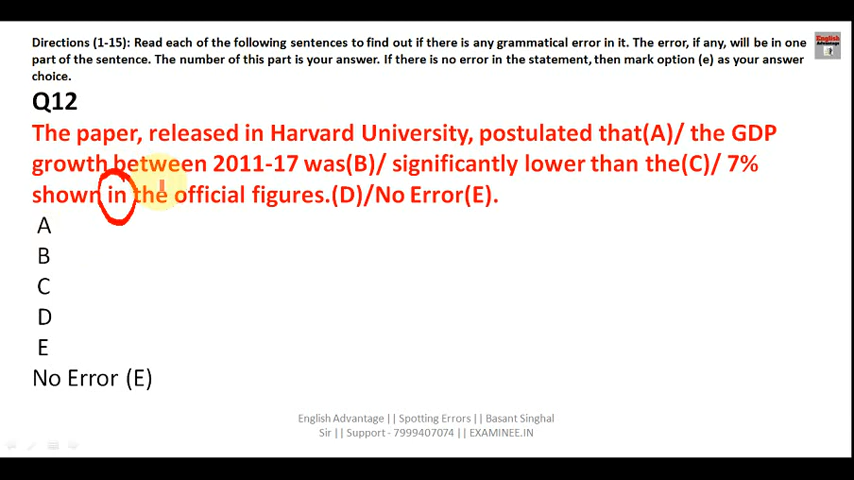 Directions (1-15): Read each of the following sentences to find out if there is any grammatical error in it. The error, if any, will be in one
part of the sentence. The number of this part is your answer. If there is no error in the statement, then mark option (e) as your answer
choice.
English
Advantage
Q12
The paper, released in Harvard University, postulated that(A)/ the GDP
growth between 2011-17 was(B)/ significantly lower than the(C)/ 7%
shown in the official figures.(D)/No Error(E).
A
B
C
D
E
No Error (E)
English Advantage || Spotting Errors || Basant Singhal
Sir || Support - 7999407074 || EXAMINEE.IN